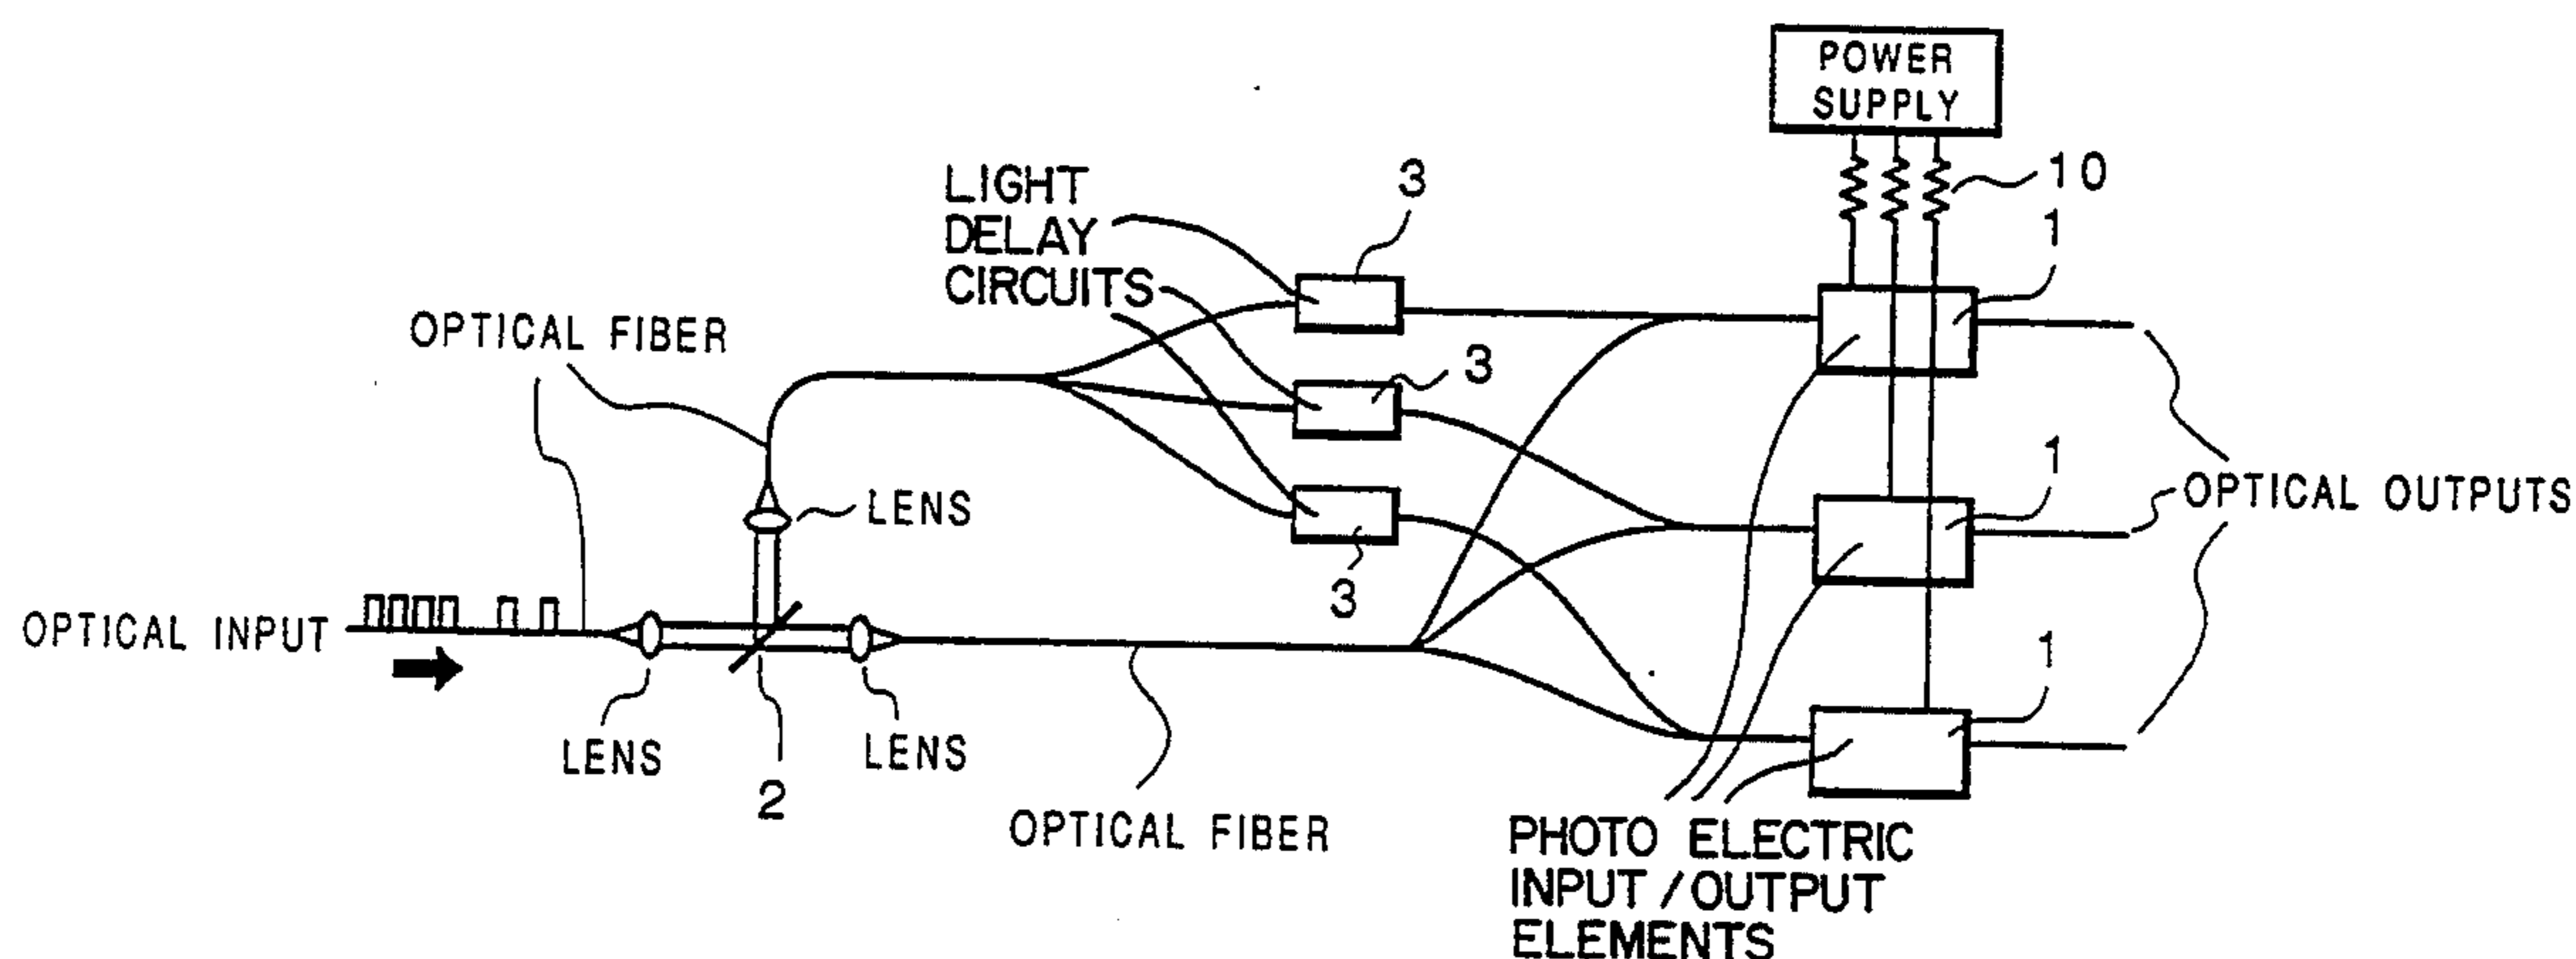 POWER
SUPPLY
10
1
LIGHT
DELAY
CIRCUITS
3
OPTICAL FIBER
3
1
LENS
OPTICAL OUTPUTS
3
OPTICAL INPUT
1
LENS
2
LENS
OPTICAL FIBER
PHOTO ELECTRIC
INPUT/OUTPUT
ELEMENTS